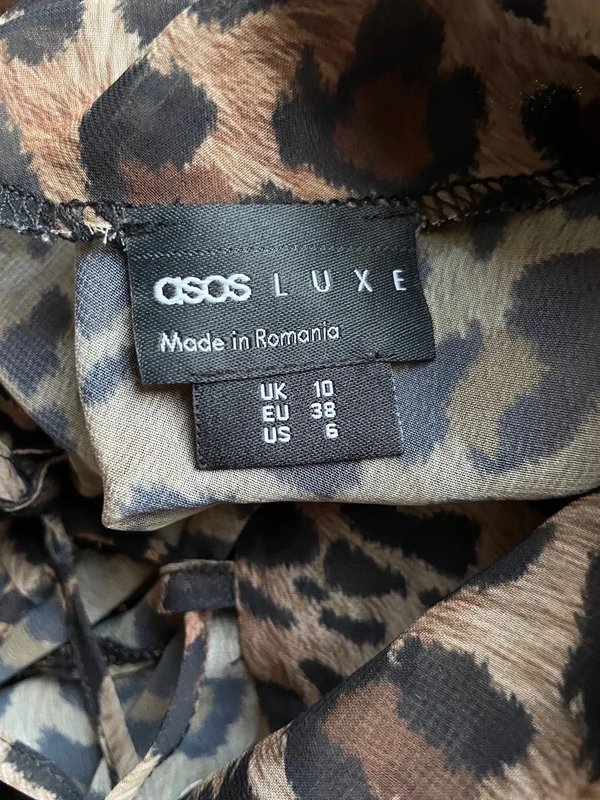 asos LUXE
Made in Romania
UK 10
EU 38
US 6